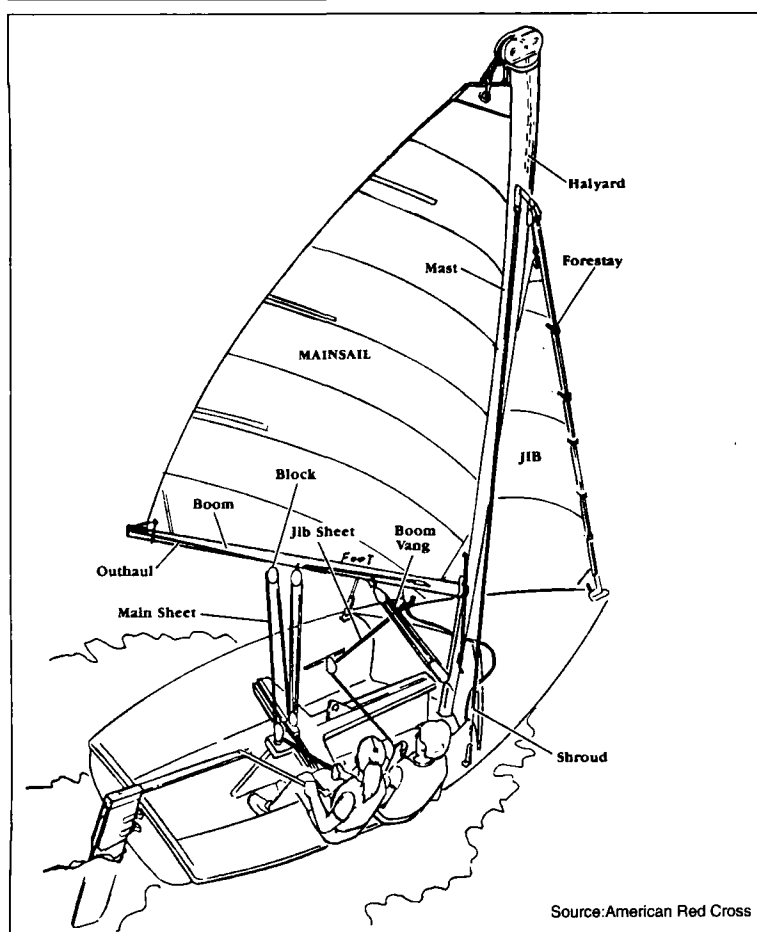 Halyard
Mast
Forestay
MAINSAIL
JIB
Block
Boom
Jib Sheet
Boom
Vang
Foot
Outhaul
Main Sheet
Shroud
Source:American Red Cross